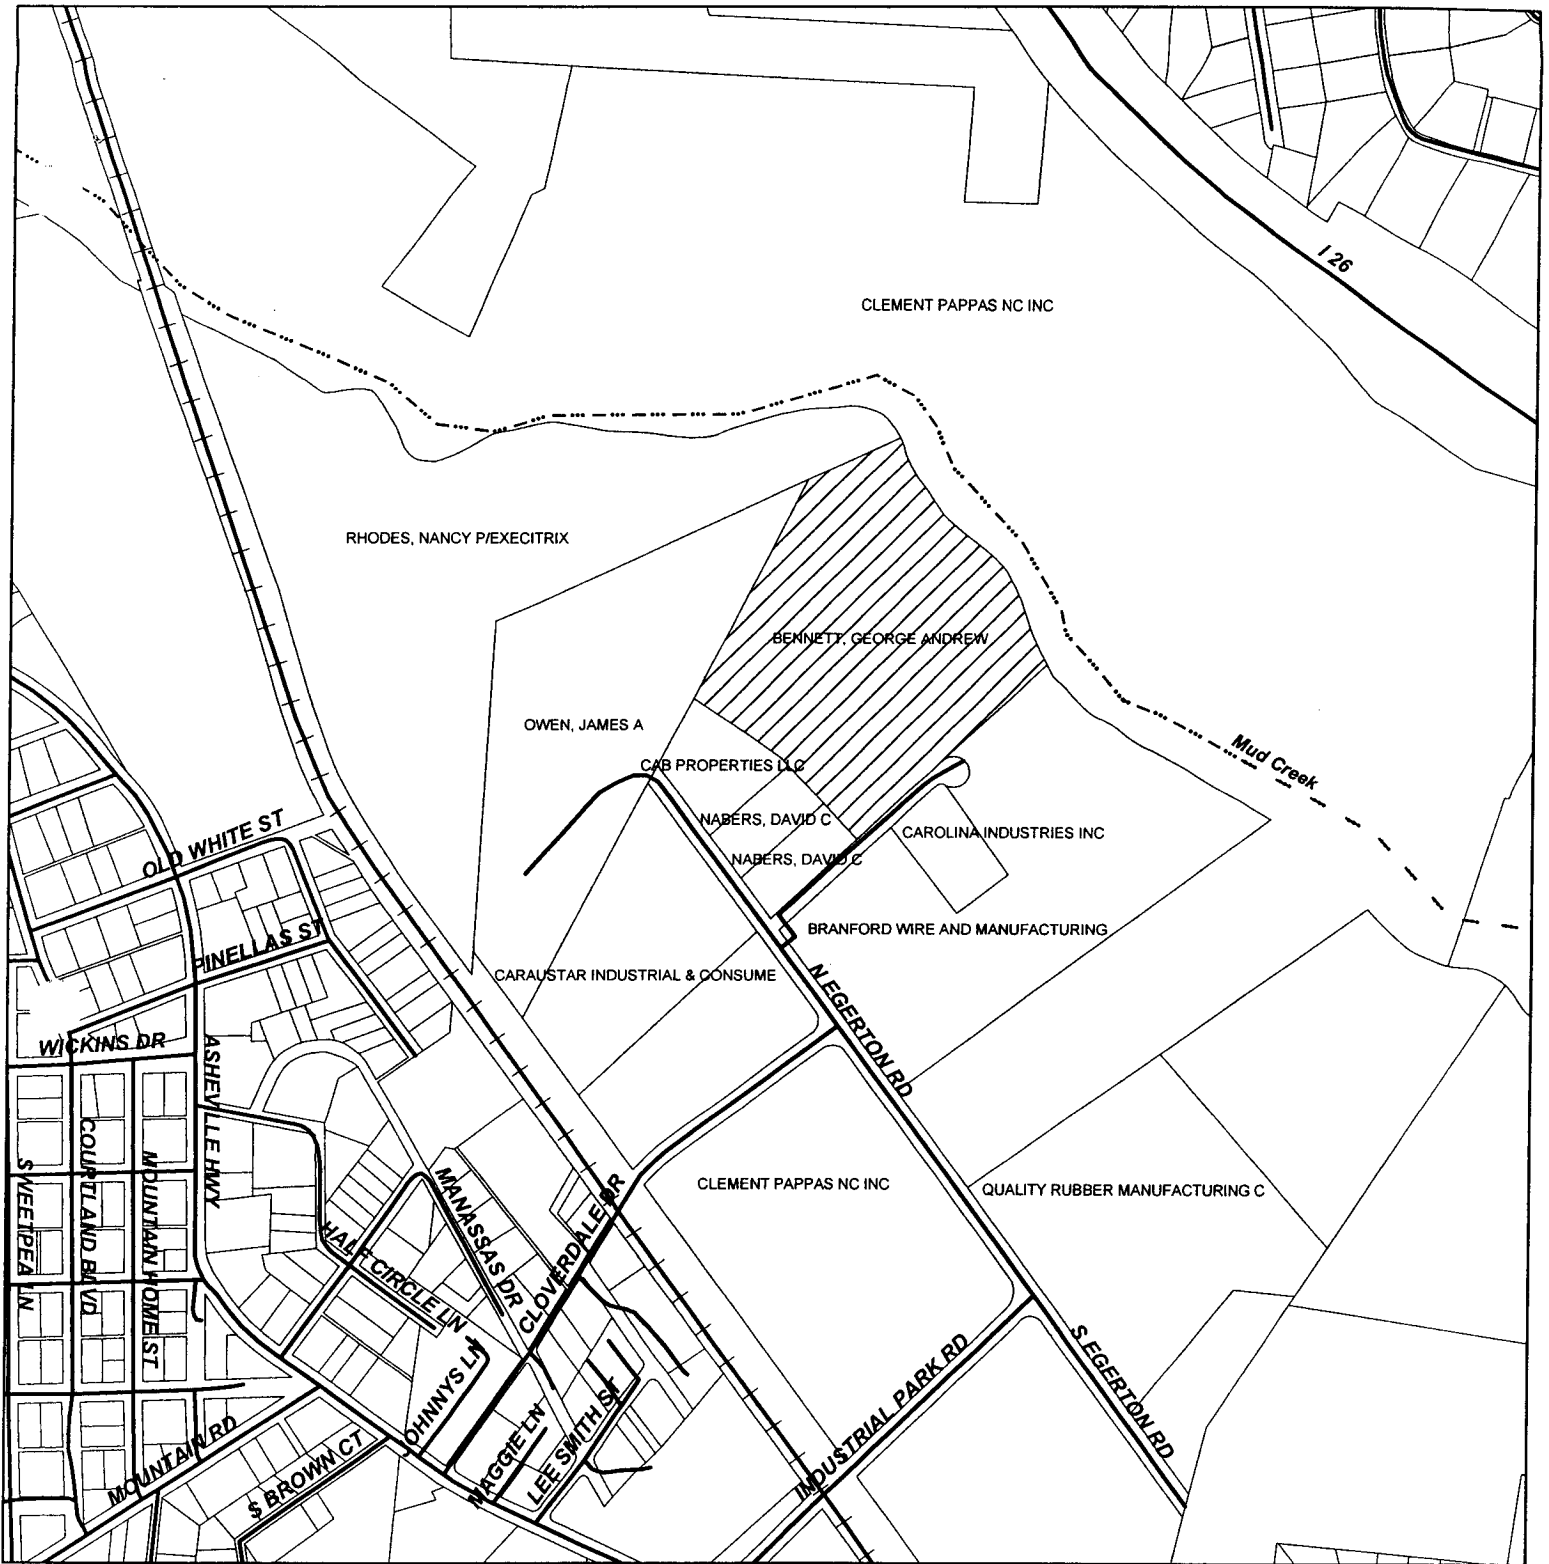 I 26
CLEMENT PAPPAS NC INC
RHODES, NANCY P/EXECITRIX
BENNETT, GEORGE ANDREW
OWEN, JAMES A
CAB PROPERTIES LLC
Mud Creek
NABERS, DAVID C
CAROLINA INDUSTRIES INC
NABERS, DAVID C
OLD WHITE ST
BRANFORD WIRE AND MANUFACTURING
PINELLAS ST
CARAUSTAR INDUSTRIAL & CONSUME
N EGERTON RD
WICKINS DR
ASHEVILLE HWY
SWEETPEA LN
COURTLAND BLVD
MOUNTAIN HOME ST
MANASSAS DR
CLEMENT PAPPAS NC INC
QUALITY RUBBER MANUFACTURING C
HALF CIRCLE LN
CLOVERDALE DR
JOHNNYS LN
INDUSTRIAL PARK RD
S EGERTON RD
MAGGIE LN
LEE SMITH ST
MOUNTAIN RD
S BROWN CT